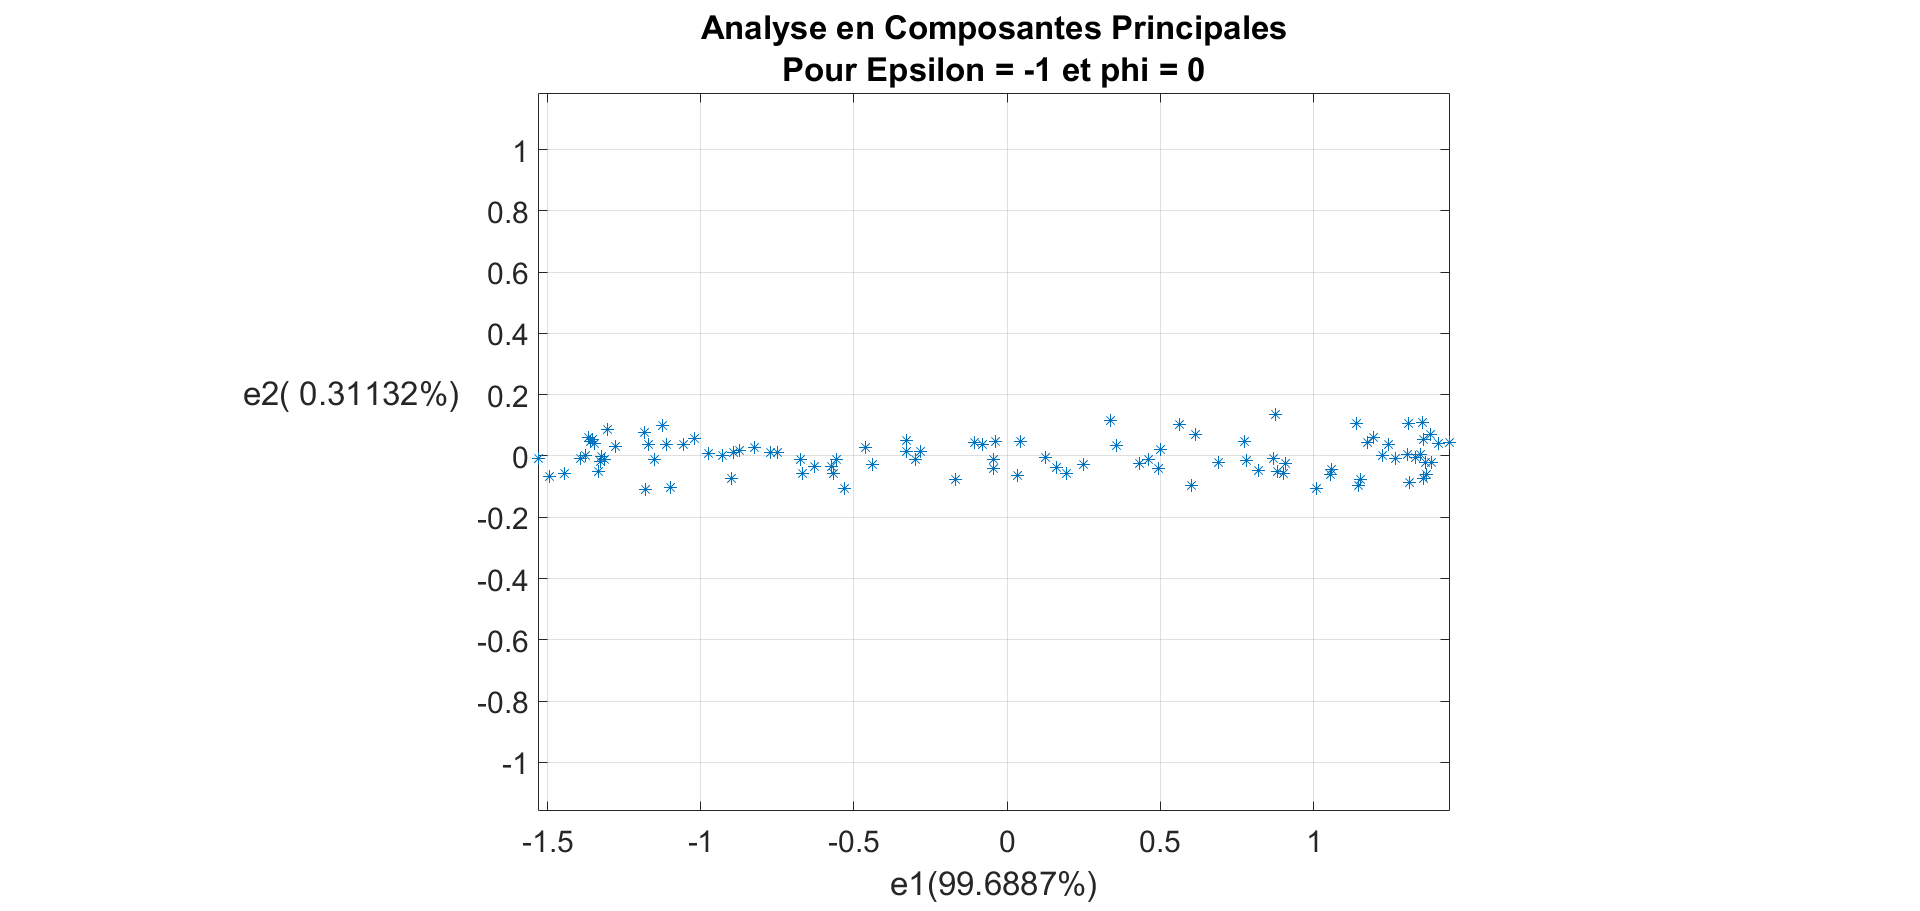 Analyse en Composantes Principales
Pour Epsilon = -1 et phi = 0
1
0.8
0.6
0.4
e2( 0.31132%)
0.2
0
-0.2
-0.4
-0.6
-0.8
-1
-1.5 -1 -0.5 0 0.5 1
e1(99.6887%)